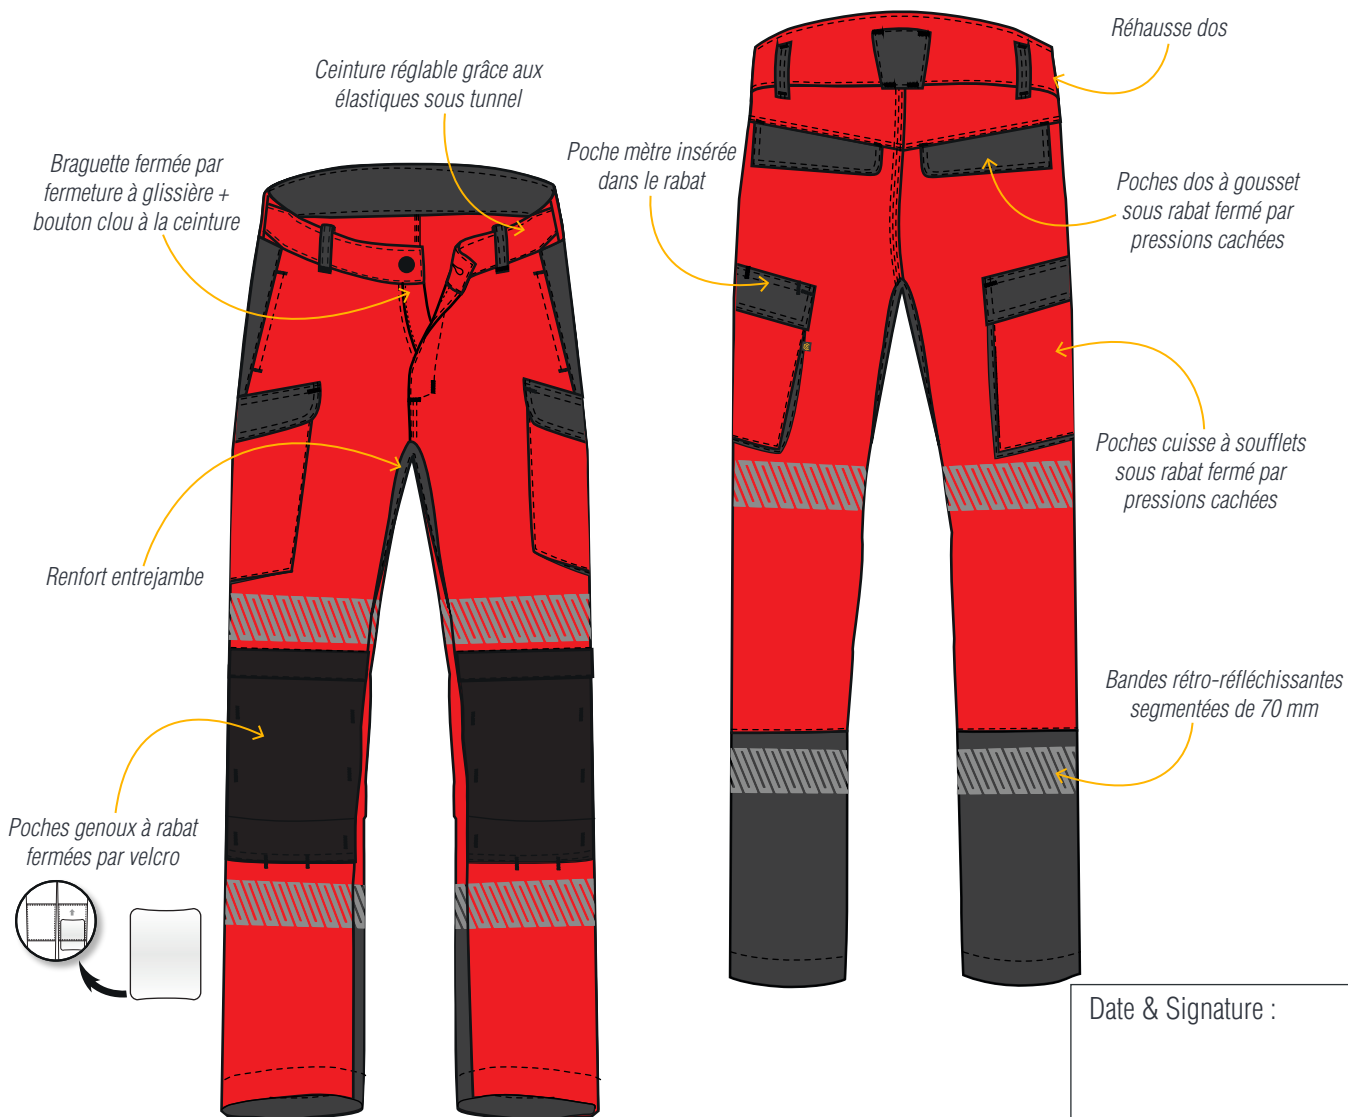 Ceinture réglable grâce aux
élastiques sous tunnel
Braguette fermée par
fermeture à glissière +
bouton clou à la ceinture
Renfort entrejambe
Poches genoux à rabat
fermées par velcro
Réhausse dos
Poche mètre insérée
dans le rabat
Poches dos à gousset
sous rabat fermé par
pressions cachées
Poches cuisse à soufflets
sous rabat fermé par
pressions cachées
Bandes rétro-réfléchissantes
segmentées de 70 mm
Date & Signature :